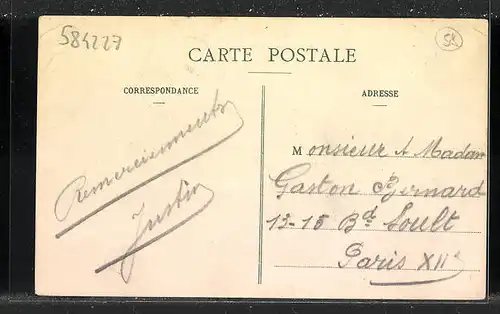 584227
CARTE POSTALE
CORRESPONDANCE
ADRESSE
Remerciements
Justin
Monsieur et Madame
Gaston Bernard
13-15 Bd Soult
Paris XIIe